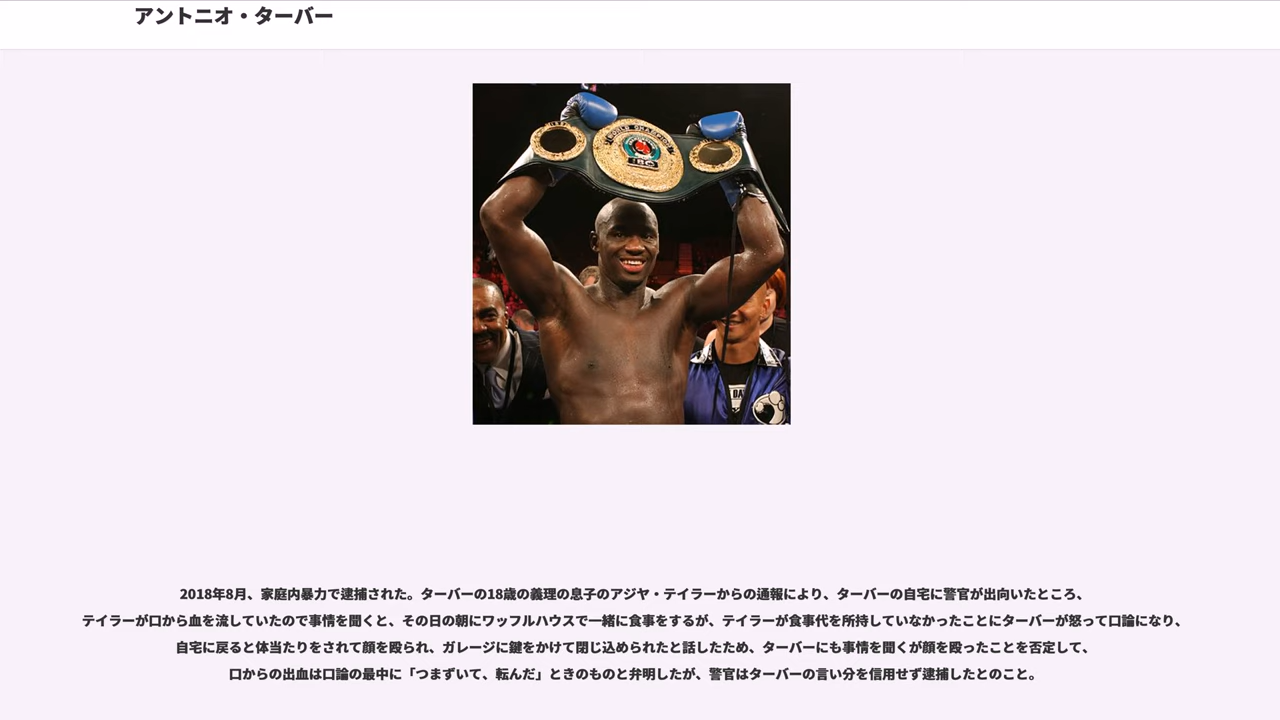 アントニオ・ターバー
WORLD CHAMPION
IBO
2018年8月、家庭内暴力で逮捕された。ターバーの18歳の義理の息子のアジヤ・テイラーからの通報により、ターバーの自宅に警官が出向いたところ、
テイラーが口から血を流していたので事情を聞くと、その日の朝にワッフルハウスで一緒に食事をするが、テイラーが食事代を所持していなかったことにターバーが怒って口論になり、
自宅に戻ると体当たりをされて顔を殴られ、ガレージに鍵をかけて閉じ込められたと話したため、ターバーにも事情を聞くが顔を殴ったことを否定して、
口からの出血は口論の最中に「つまずいて、転んだ」ときのものと弁明したが、警官はターバーの言い分を信用せず逮捕したとのこと。